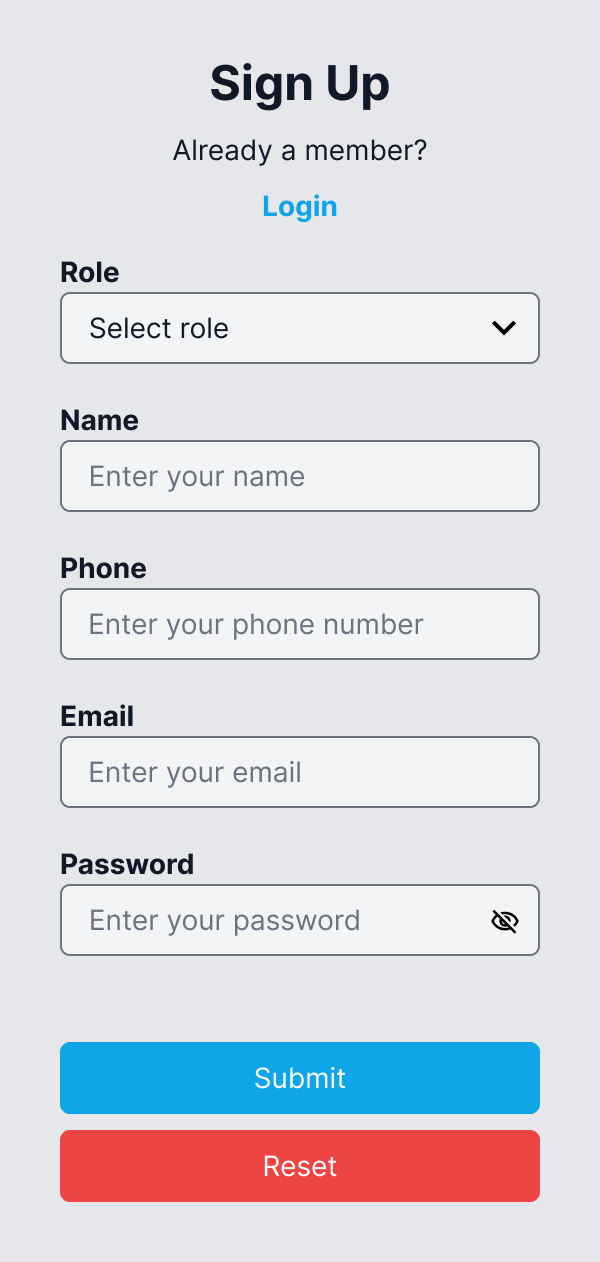 Sign Up
Already a member?
Login
Role
Select role
Name
Enter your name
Phone
Enter your phone number
Email
Enter your email
Password
Enter your password
Submit
Reset